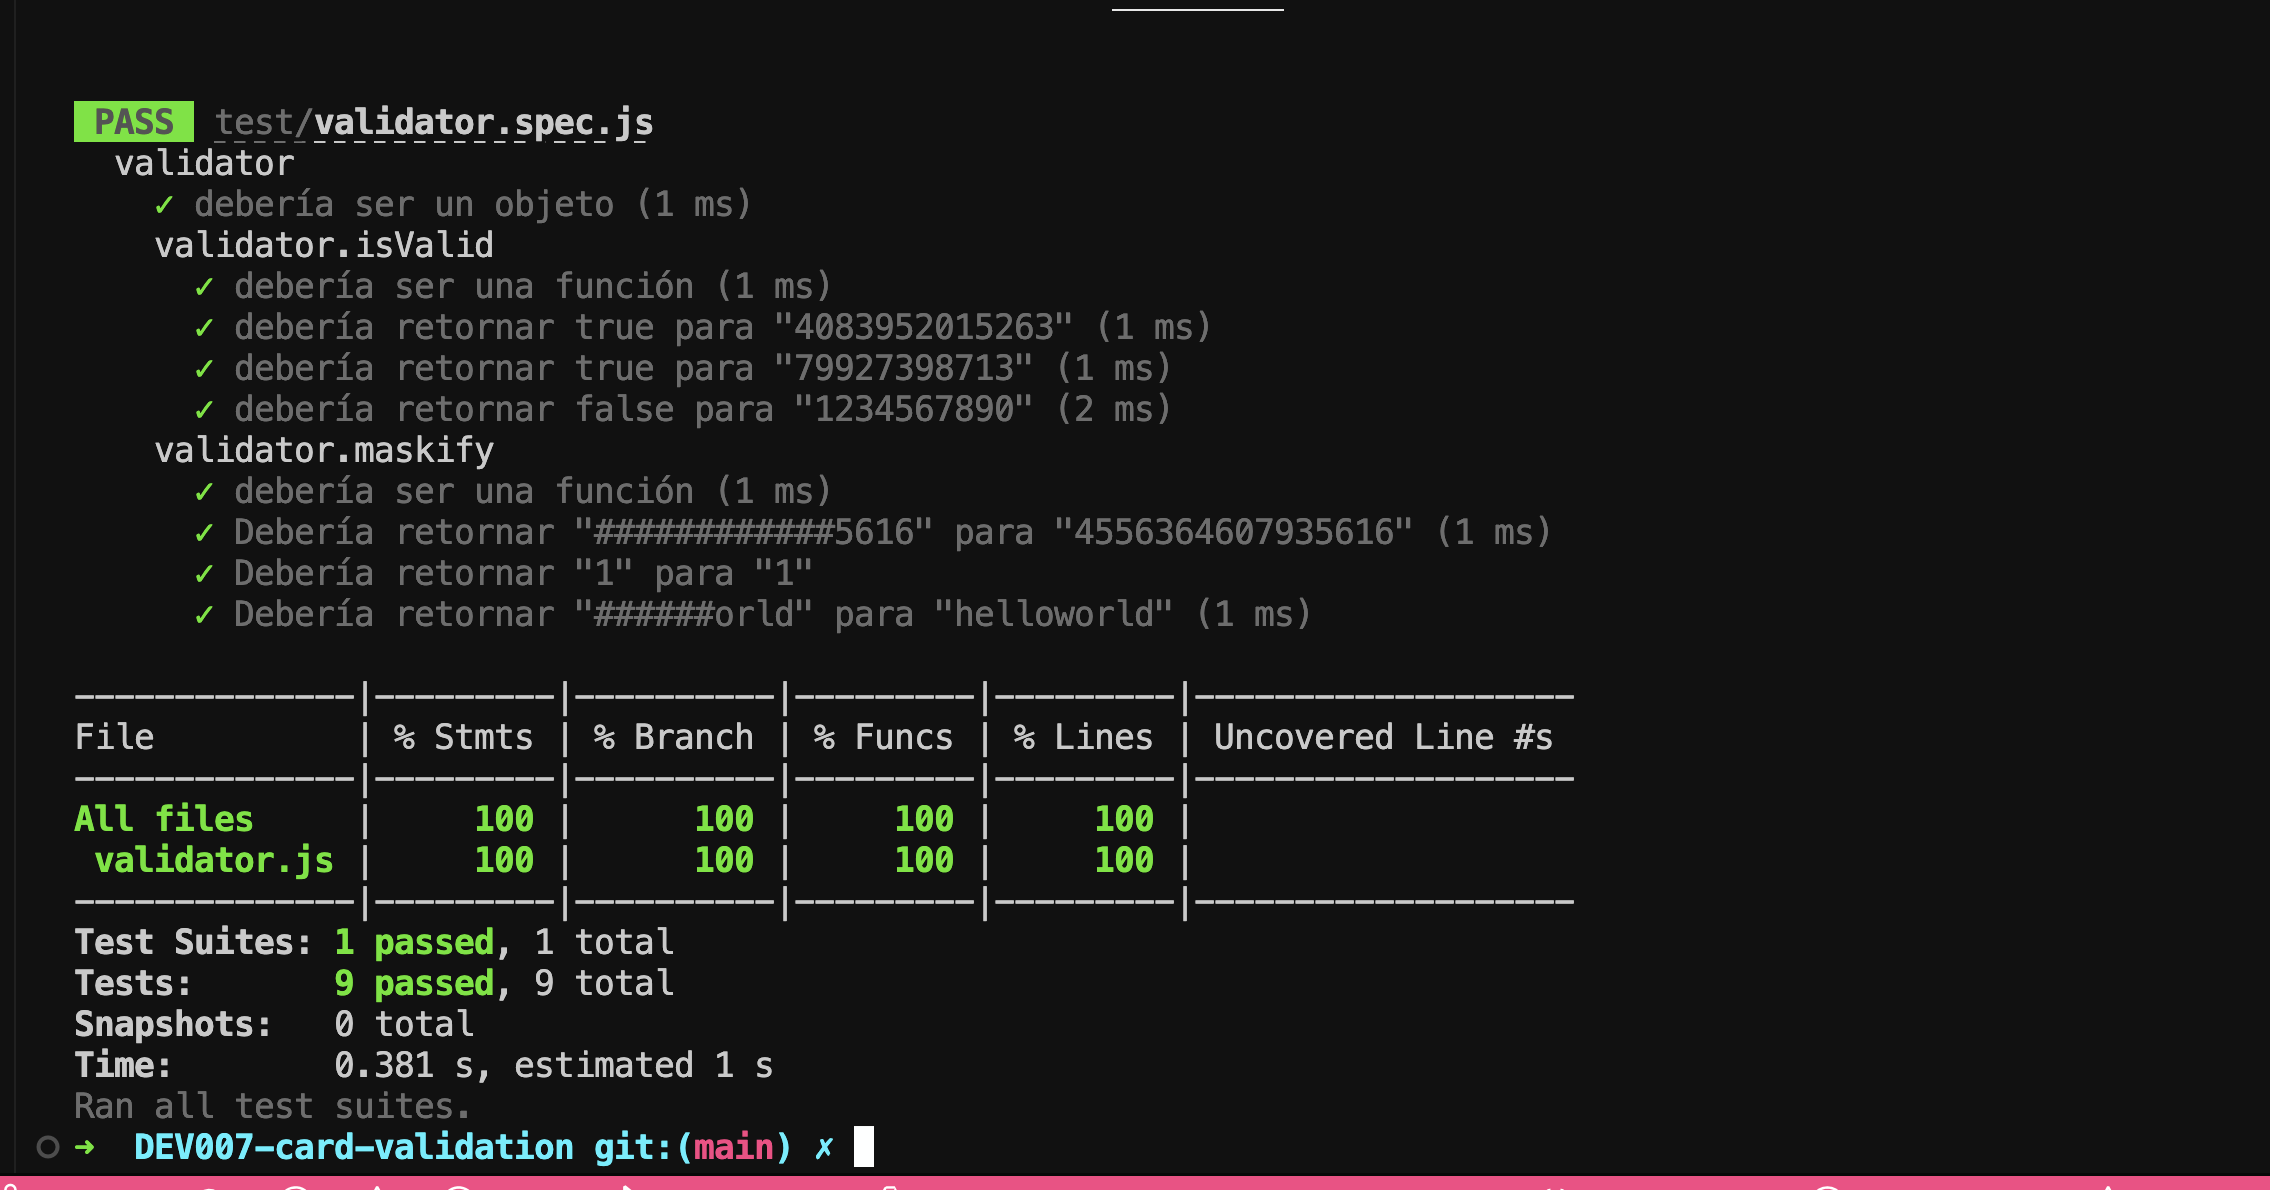 PASS test/validator.spec.js
validator
✓ debería ser un objeto (1 ms)
validator.isValid
✓ debería ser una función (1 ms)
✓ debería retornar true para "4083952015263" (1 ms)
✓ debería retornar true para "79927398713" (1 ms)
✓ debería retornar false para "1234567890" (2 ms)
validator.maskify
✓ debería ser una función (1 ms)
✓ Debería retornar "############5616" para "4556364607935616" (1 ms)
✓ Debería retornar "1" para "1"
✓ Debería retornar "######orld" para "helloworld" (1 ms)
--------------|---------|----------|---------|---------|-------------------
File | % Stmts | % Branch | % Funcs | % Lines | Uncovered Line #s
--------------|---------|----------|---------|---------|-------------------
All files | 100 | 100 | 100 | 100 |
validator.js | 100 | 100 | 100 | 100 |
--------------|---------|----------|---------|---------|-------------------
Test Suites: 1 passed, 1 total
Tests: 9 passed, 9 total
Snapshots: 0 total
Time: 0.381 s, estimated 1 s
Ran all test suites.
➜ DEV007-card-validation git:(main) ✗